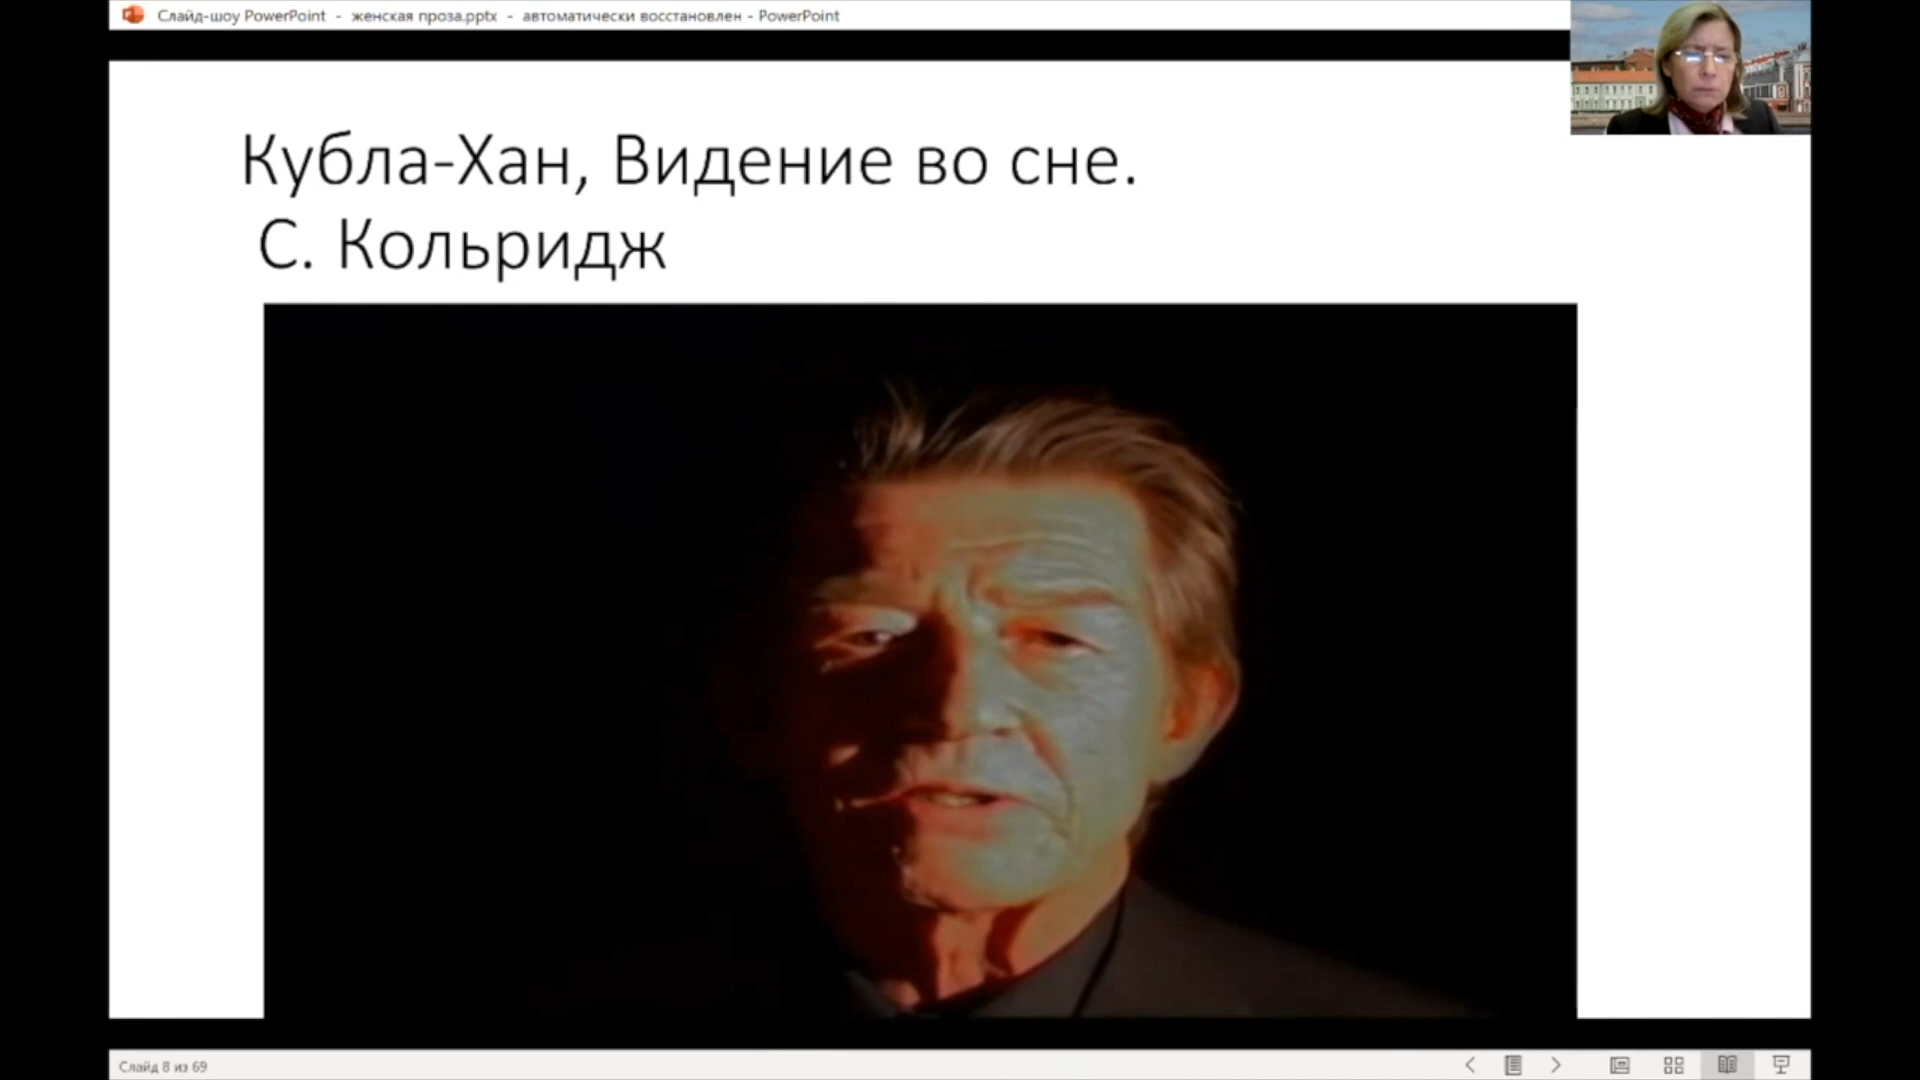 Слайд-шоу PowerPoint - женская проза.pptx - автоматически восстановлен - PowerPoint
Кубла-Хан, Видение во сне.
С. Кольридж
Слайд 8 из 69